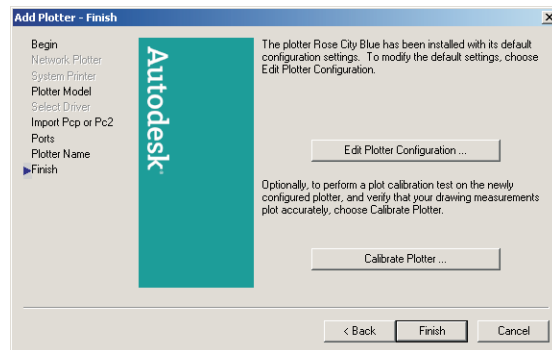 Add Plotter - Finish
Begin
Network Plotter
System Printer
Plotter Model
Select Driver
Import Pcp or Pc2
Ports
Plotter Name
Finish
Autodesk
The plotter Rose City Blue has been installed with its default
configuration settings. To modify the default settings, choose
Edit Plotter Configuration.
Edit Plotter Configuration ...
Optionally, to perform a plot calibration test on the newly
configured plotter, and verify that your drawing measurements
plot accurately, choose Calibrate Plotter.
Calibrate Plotter ...
< Back
Finish
Cancel